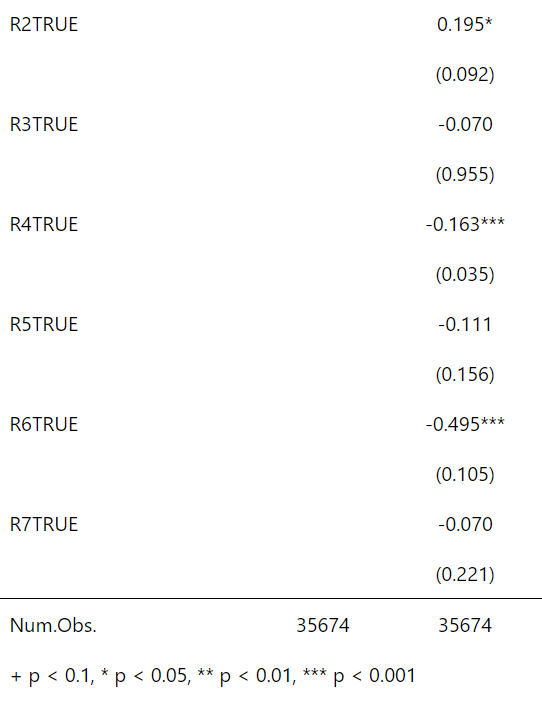 R2TRUE 0.195*
(0.092)
R3TRUE -0.070
(0.955)
R4TRUE -0.163***
(0.035)
R5TRUE -0.111
(0.156)
R6TRUE -0.495***
(0.105)
R7TRUE -0.070
(0.221)
Num.Obs. 35674 35674
+ p < 0.1, * p < 0.05, ** p < 0.01, *** p < 0.001